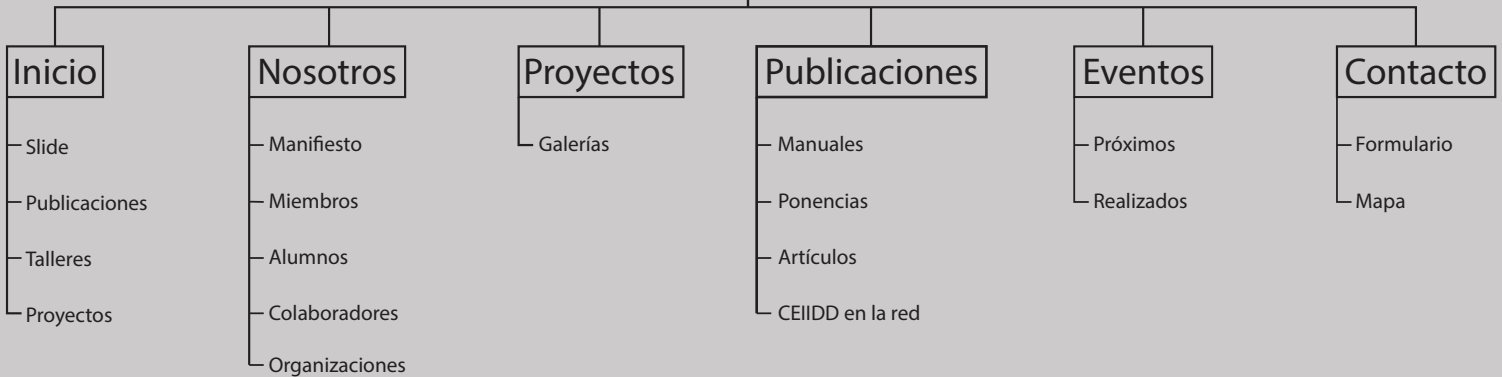 Inicio
Slide
Publicaciones
Talleres
Proyectos
Nosotros
Manifiesto
Miembros
Alumnos
Colaboradores
Organizaciones
Proyectos
Galerías
Publicaciones
Manuales
Ponencias
Artículos
CEIIDD en la red
Eventos
Próximos
Realizados
Contacto
Formulario
Mapa